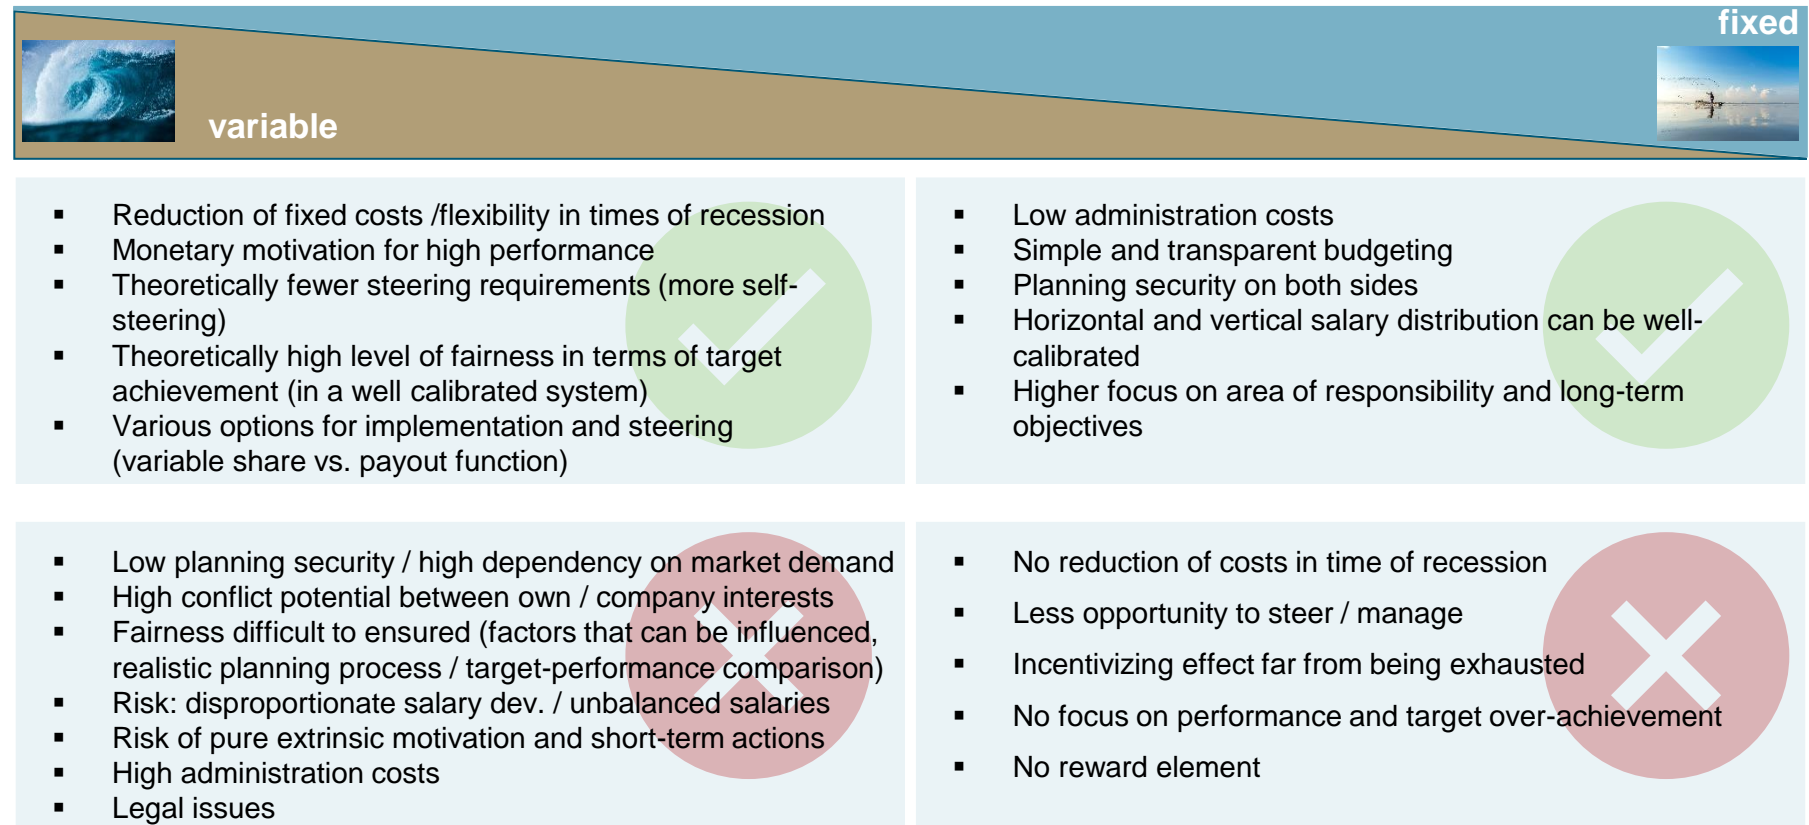 fixed
variable
▪ Reduction of fixed costs /flexibility in times of recession
▪ Monetary motivation for high performance
▪ Theoretically fewer steering requirements (more self-
steering)
▪ Theoretically high level of fairness in terms of target
achievement (in a well calibrated system)
▪ Various options for implementation and steering
(variable share vs. payout function)
▪ Low administration costs
▪ Simple and transparent budgeting
▪ Planning security on both sides
▪ Horizontal and vertical salary distribution can be well-
calibrated
▪ Higher focus on area of responsibility and long-term
objectives
▪ Low planning security / high dependency on market demand
▪ High conflict potential between own / company interests
▪ Fairness difficult to ensured (factors that can be influenced,
realistic planning process / target-performance comparison)
▪ Risk: disproportionate salary dev. / unbalanced salaries
▪ Risk of pure extrinsic motivation and short-term actions
▪ High administration costs
▪ Legal issues
▪ No reduction of costs in time of recession
▪ Less opportunity to steer / manage
▪ Incentivizing effect far from being exhausted
▪ No focus on performance and target over-achievement
▪ No reward element